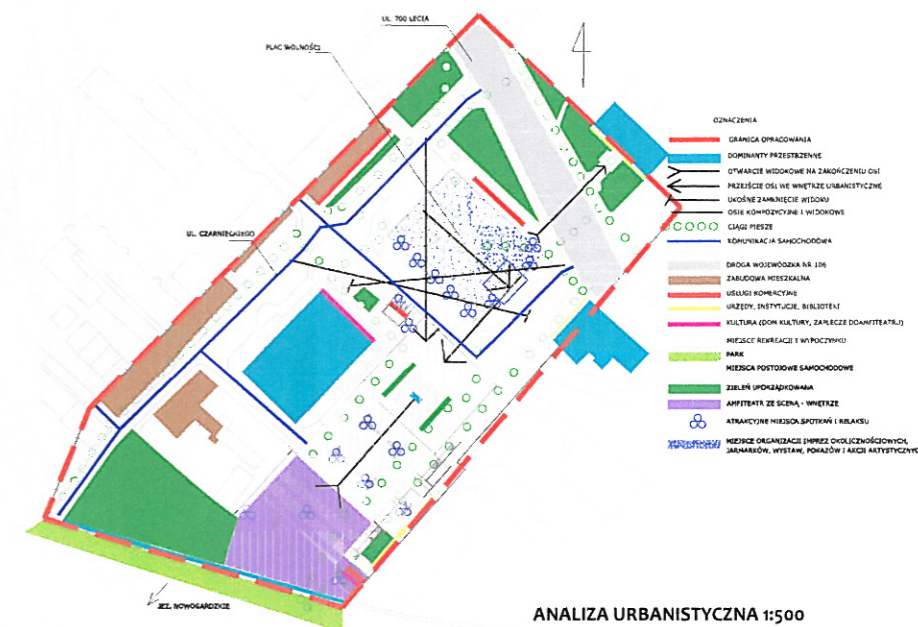 UL. 700 LECIA
PLAC WOLNOŚCI
UL. CZARNIECKIEGO
JEZ. NOWOGARDZKIE
OZNACZENIA
GRANICA OPRACOWANIA
DOMINANTY PRZESTRZENNE
OTWARCIE WIDOKOWE NA ZAKOŃCZENIU OSI
PRZEJŚCIE OSI WE WNĘTRZE URBANISTYCZNE
UKOŚNE ZAMKNIĘCIE WIDOKU
OSIE KOMPOZYCYJNE I WIDOKOWE
CIĄGI PIESZE
KOMUNIKACJA SAMOCHODOWA
DROGA WOJEWÓDZKA NR 106
ZABUDOWA MIESZKALNA
USŁUGI KOMERCYJNE
URZĘDY, INSTYTUCJE, BIBLIOTEKI
KULTURA (DOM KULTURY, ZAPLECZE DOAMFITEATRU)
MIEJSCE REKREACJI I WYPOCZYNKU
PARK
MIEJSCA POSTOJOWE SAMOCHODOWE
ZIELEŃ UPORZĄDKOWANA
AMFITEATR ZE SCENĄ - WNĘTRZE
ATRAKCYJNE MIEJSCA SPOTKAŃ I RELAKSU
MIEJSCE ORGANIZACJI IMPREZ OKOLICZNOŚCIOWYCH,
JARMARKÓW, WYSTAW, POKAZÓW I AKCJI ARTYSTYCZNYC
ANALIZA URBANISTYCZNA 1:500